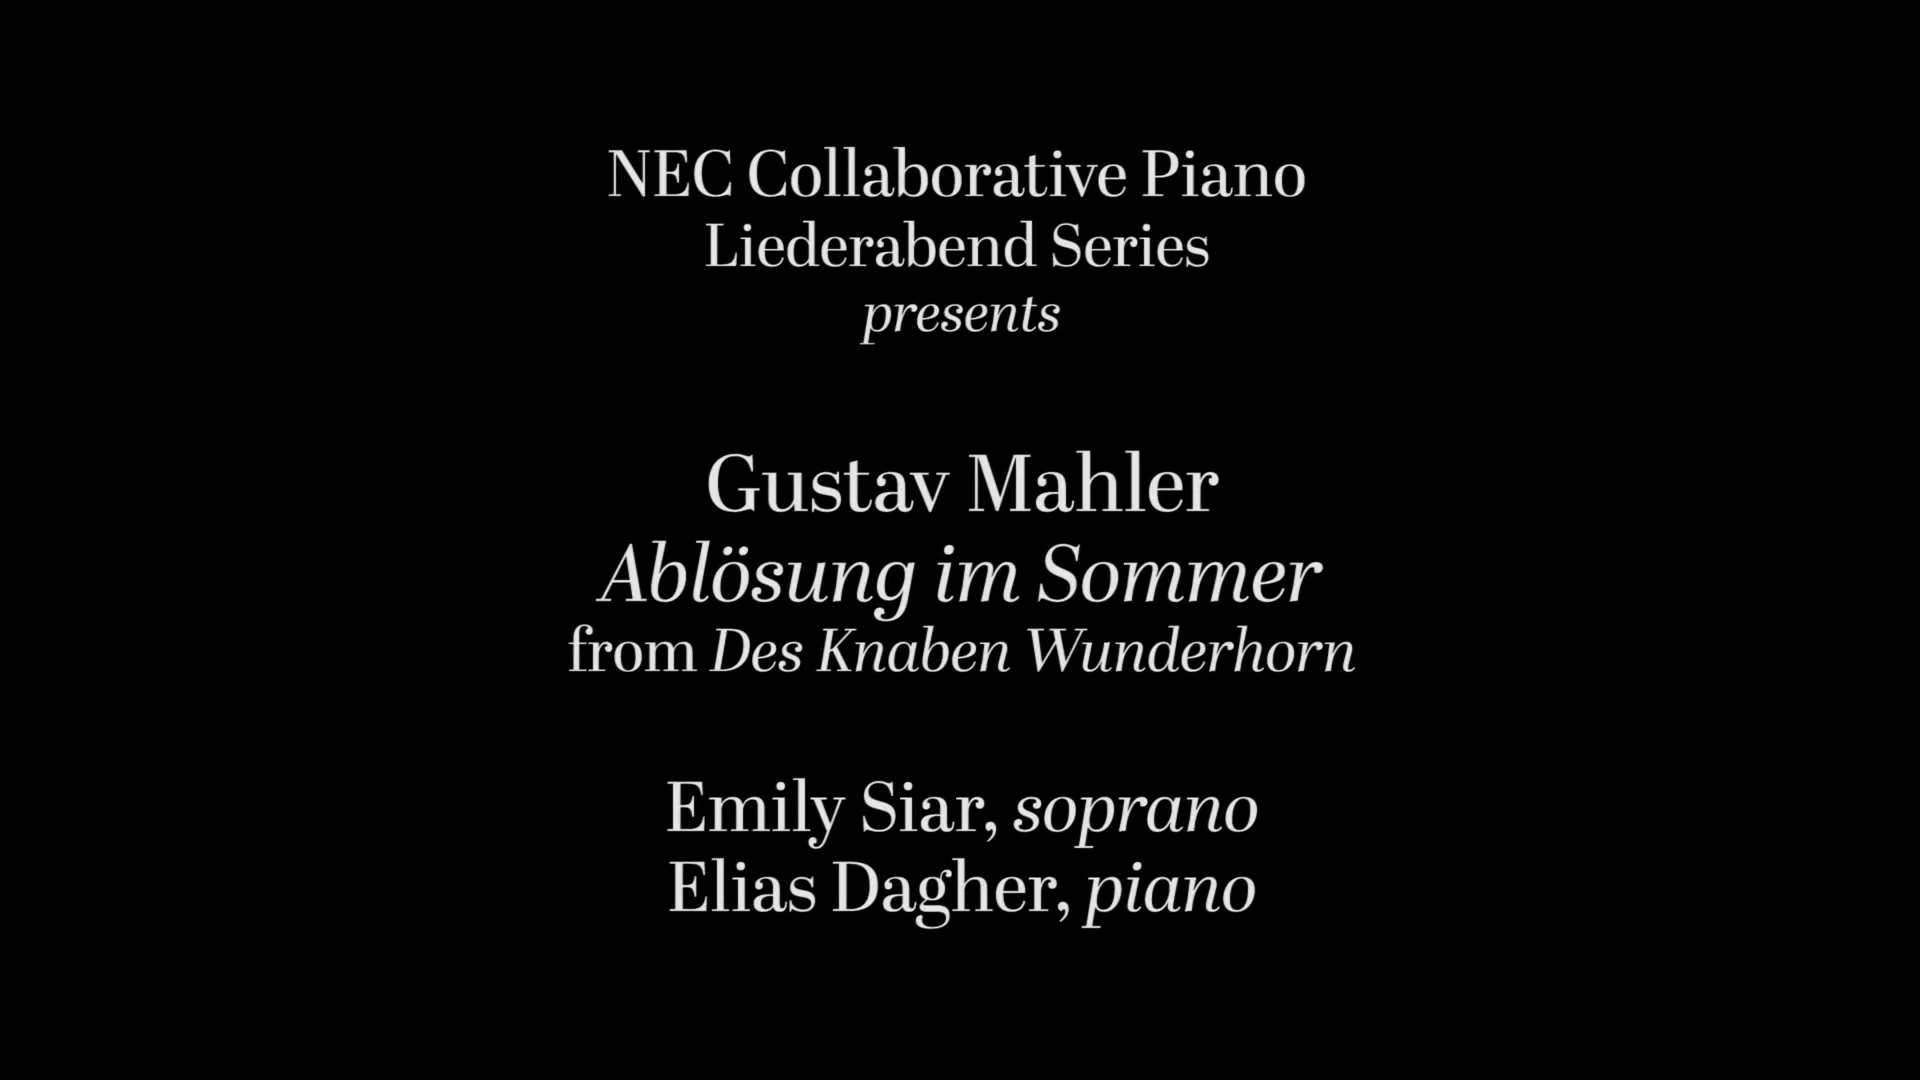 NEC Collaborative Piano
Liederabend Series
presents
Gustav Mahler
Ablösung im Sommer
from Des Knaben Wunderhorn
Emily Siar, soprano
Elias Dagher, piano